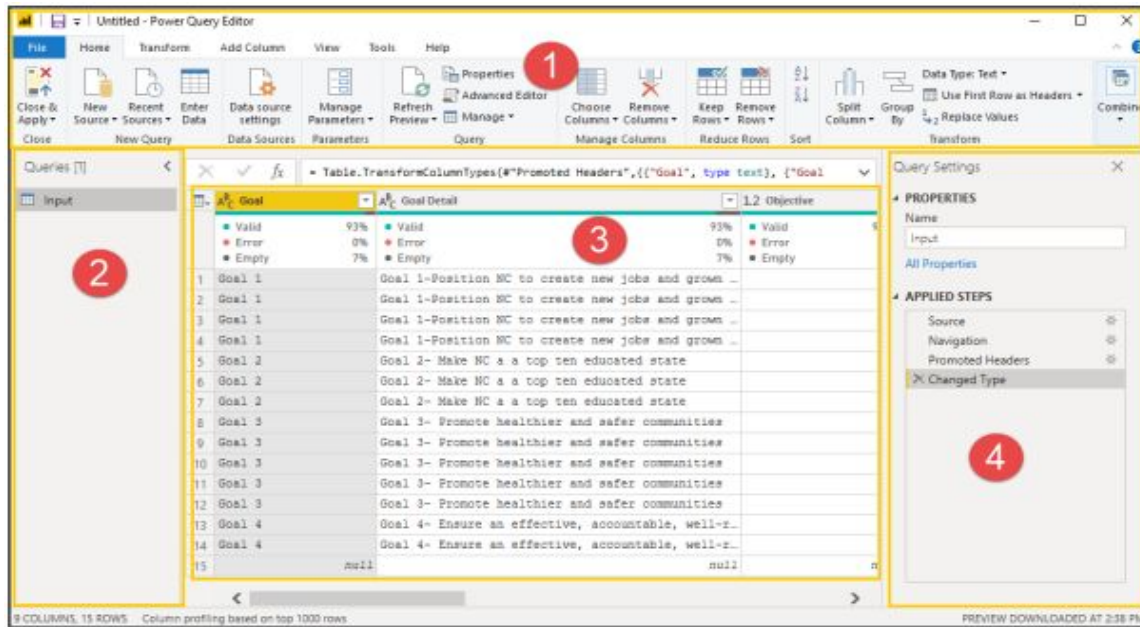 Untitled - Power Query Editor
File Home Transform Add Column View Tools Help
Close & Apply
New Source
Recent Sources
Enter Data
Data source settings
Manage Parameters
Refresh Preview
Properties
Advanced Editor
Manage
1
Choose Columns
Remove Columns
Keep Rows
Remove Rows
Split Column
Group By
Data Type: Text
Use First Row as Headers
Replace Values
Combine
Close New Query Data Sources Parameters Query Manage Columns Reduce Rows Sort Transform
Queries [1]
Input
2
fx = Table.TransformColumnTypes(#"Promoted Headers",{{"Goal", type text}, {"Goal
Goal Goal Detail 1.2 Objective
Valid 93% Valid 93% Valid
Error 0% Error 0% Error
Empty 7% Empty 7% Empty
3
1 Goal 1 Goal 1-Position NC to create new jobs and grown ...
2 Goal 1 Goal 1-Position NC to create new jobs and grown ...
3 Goal 1 Goal 1-Position NC to create new jobs and grown ...
4 Goal 1 Goal 1-Position NC to create new jobs and grown ...
5 Goal 2 Goal 2- Make NC a a top ten educated state
6 Goal 2 Goal 2- Make NC a a top ten educated state
7 Goal 2 Goal 2- Make NC a a top ten educated state
8 Goal 3 Goal 3- Promote healthier and safer communities
9 Goal 3 Goal 3- Promote healthier and safer communities
10 Goal 3 Goal 3- Promote healthier and safer communities
11 Goal 3 Goal 3- Promote healthier and safer communities
12 Goal 3 Goal 3- Promote healthier and safer communities
13 Goal 4 Goal 4- Ensure an effective, accountable, well-r...
14 Goal 4 Goal 4- Ensure an effective, accountable, well-r...
15 null null
Query Settings
PROPERTIES
Name
Input
All Properties
APPLIED STEPS
Source
Navigation
Promoted Headers
Changed Type
4
9 COLUMNS, 15 ROWS Column profiling based on top 1000 rows PREVIEW DOWNLOADED AT 2:38 PM